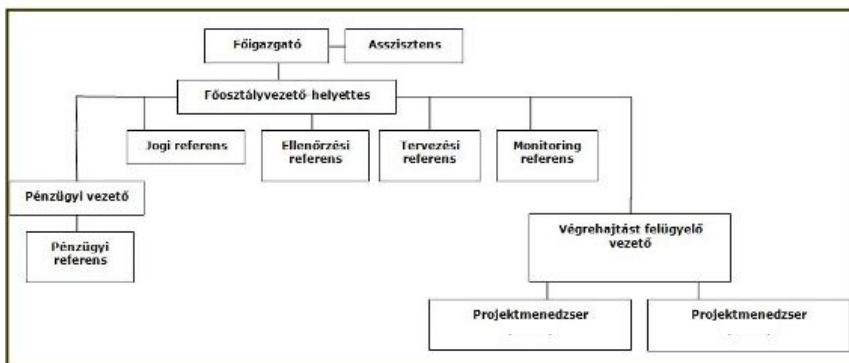 Főigazgató
Asszisztens
Főosztályvezető helyettes
Jogi referens
Ellenőrzési
referens
Tervezési
referens
Monitoring
referens
Pénzügyi vezető
Pénzügyi
referens
Végrehajtást felügyelő
vezető
Projektmenedzser
Projektmenedzser